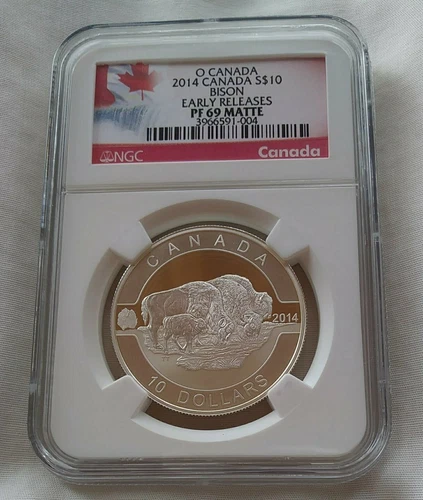 O CANADA
2014 CANADA S$10
BISON
EARLY RELEASES
PF 69 MATTE
3966591-004
NGC
Canada
CANADA
2014
10 DOLLARS